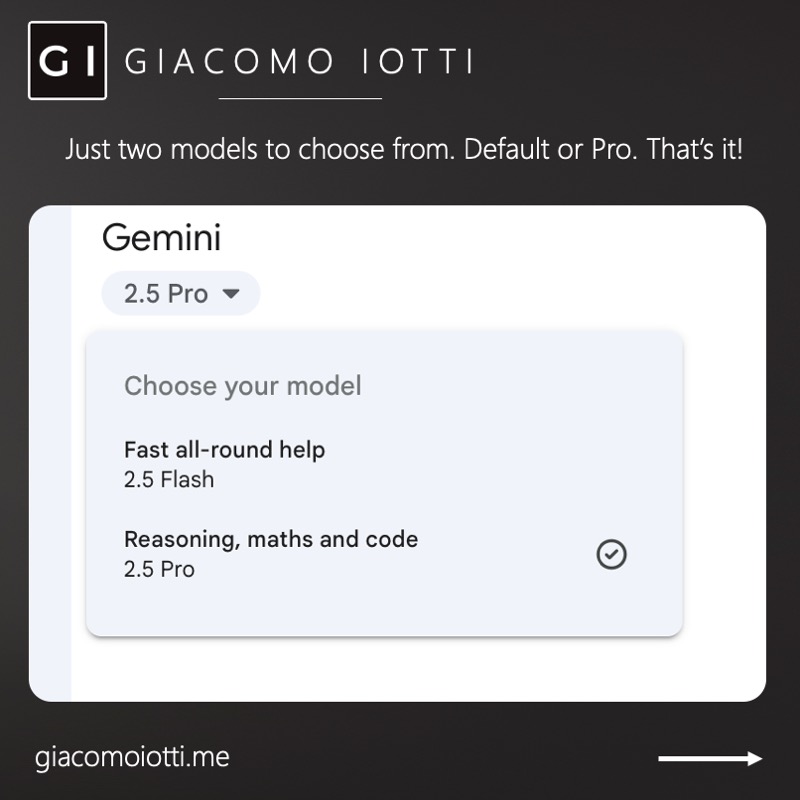 GI
GIACOMO IOTTI
Just two models to choose from. Default or Pro. That's it!
Gemini
2.5 Pro
Choose your model
Fast all-round help
2.5 Flash
Reasoning, maths and code
2.5 Pro
giacomoiotti.me